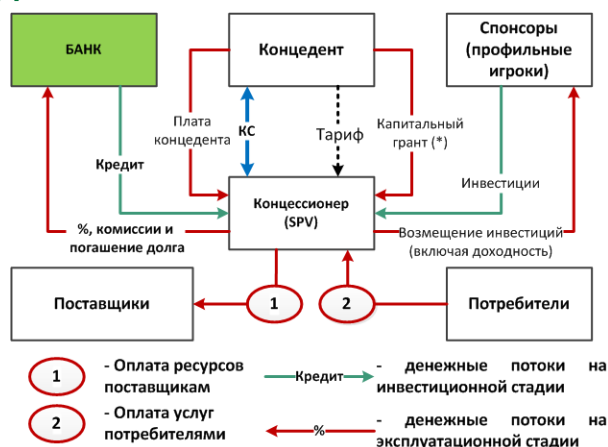 БАНК
Концедент
Спонсоры
(профильные
игроки)
Плата
концедента
КС
Тариф
Капитальный
грант (*)
Кредит
Инвестиции
Концессионер
(SPV)
%, комиссии и
погашение долга
Возмещение инвестиций
(включая доходность)
Поставщики
1
2
Потребители
1
- Оплата ресурсов
поставщикам
Кредит
- денежные потоки на
инвестиционной стадии
2
- Оплата услуг
потребителями
%
- денежные потоки на
эксплуатационной стадии